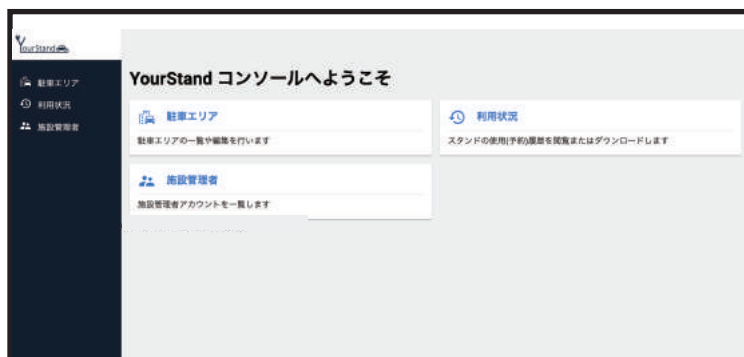 YourStand
駐車エリア
利用状況
施設管理者
YourStand コンソールへようこそ
駐車エリア
駐車エリアの一覧や編集を行います
利用状況
スタンドの使用(予約)履歴を閲覧またはダウンロードします
施設管理者
施設管理者アカウントを一覧します